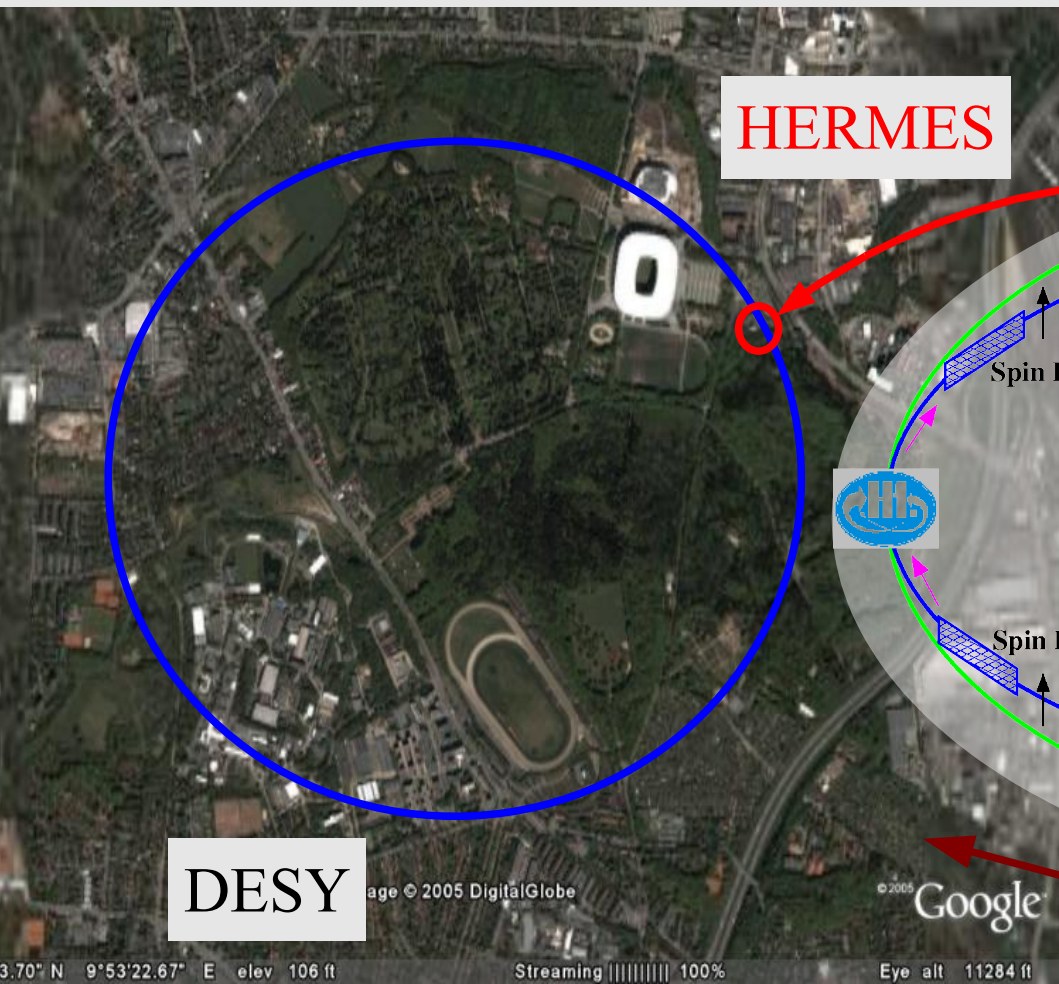 HERMES
Spin
H1
Spin
DESY
age © 2005 DigitalGlobe
© 2005 Google
3.70" N 9°53'22.67" E elev 106 ft Streaming |||||||||| 100% Eye alt 11284 ft